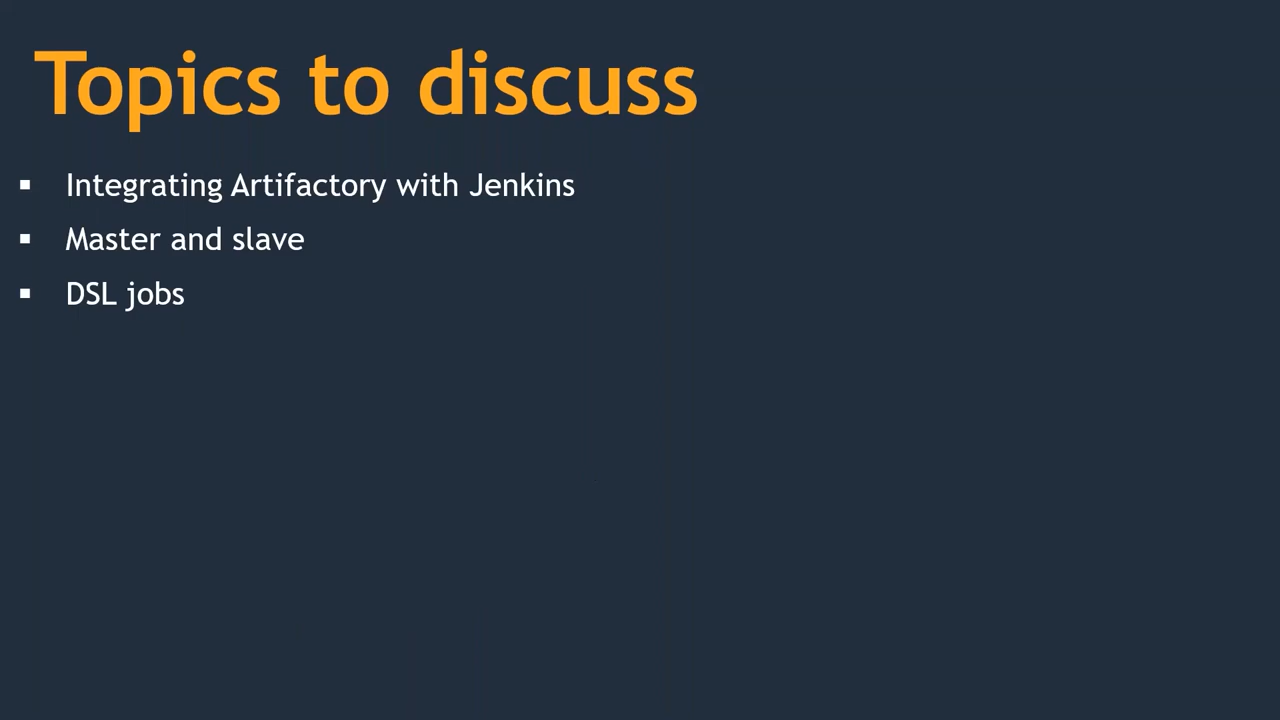 Topics to discuss
▪ Integrating Artifactory with Jenkins
▪ Master and slave
▪ DSL jobs